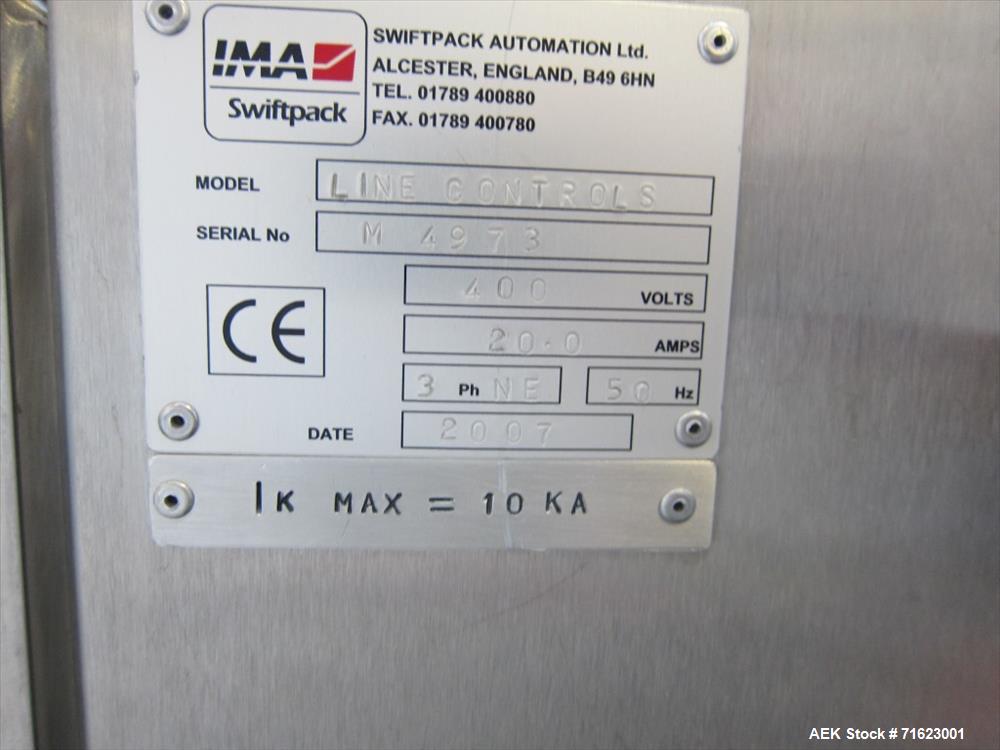 IMA
Swiftpack
SWIFTPACK AUTOMATION Ltd.
ALCESTER, ENGLAND, B49 6HN
TEL. 01789 400880
FAX. 01789 400780
MODEL LINE CONTROLS
SERIAL No M 4973
CE
400 VOLTS
20.0 AMPS
3 Ph NE 50 Hz
DATE 2007
IK MAX = 10 KA
AEK Stock # 71623001